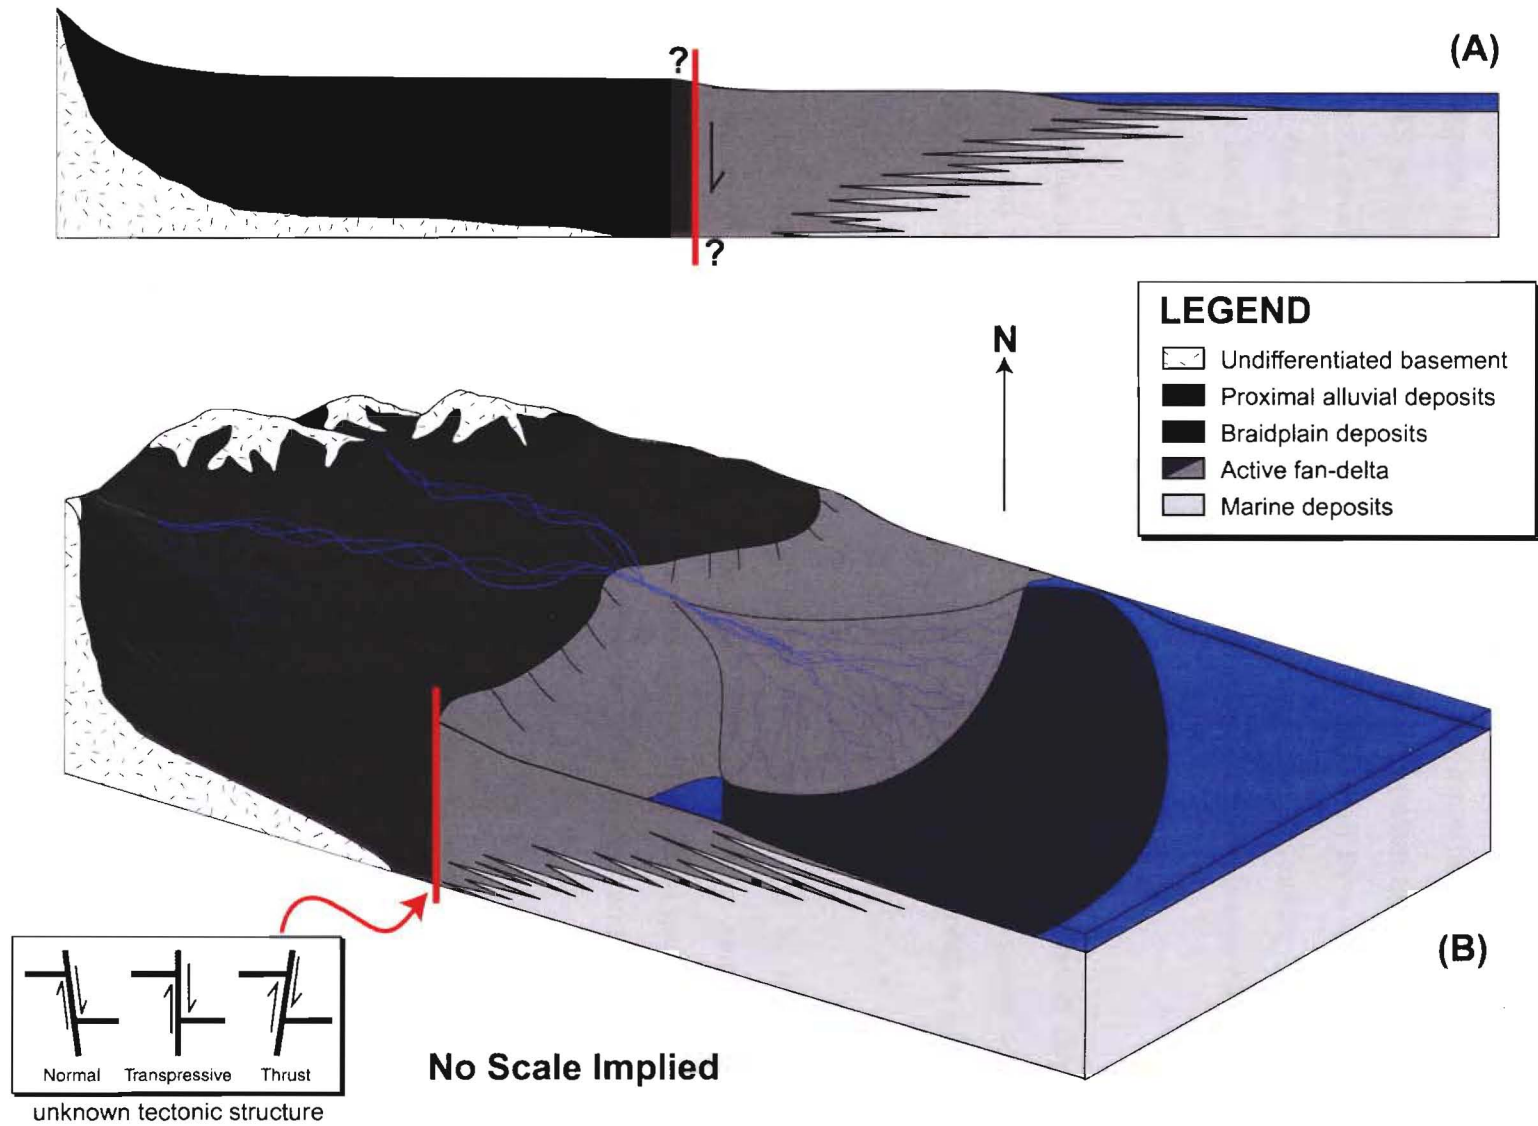 (A)
?
?
LEGEND
Undifferentiated basement
Proximal alluvial deposits
Braidplain deposits
Active fan-delta
Marine deposits
N
(B)
Normal Transpressive Thrust
unknown tectonic structure
No Scale Implied